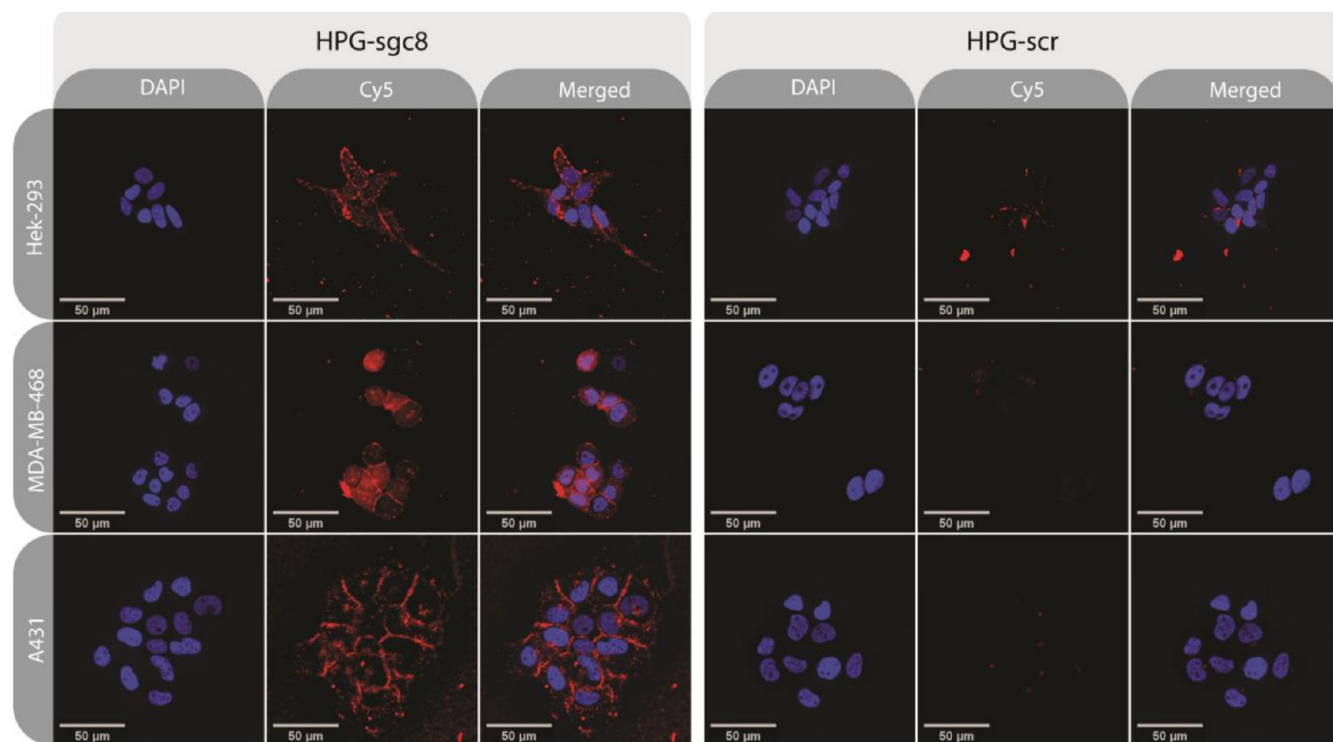 HPG-sgc8 HPG-scr
DAPI Cy5 Merged DAPI Cy5 Merged
Hek-293
50 µm 50 µm 50 µm 50 µm 50 µm 50 µm
MDA-MB-468
50 µm 50 µm 50 µm 50 µm 50 µm 50 µm
A431
50 µm 50 µm 50 µm 50 µm 50 µm 50 µm